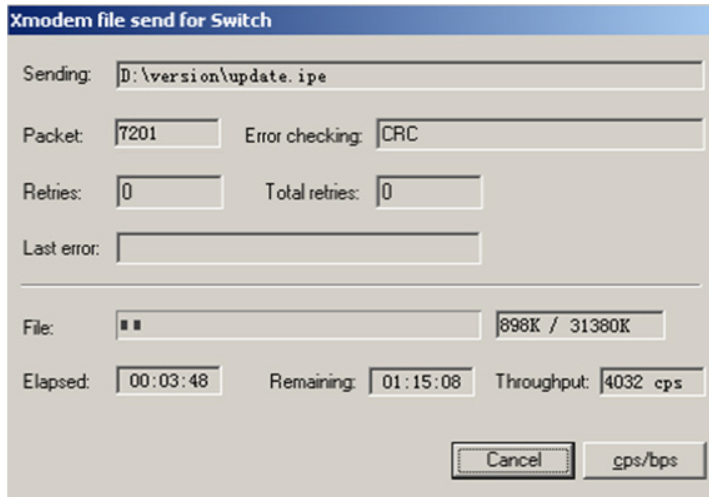 Xmodem file send for Switch
Sending: D:\version\update.ipe
Packet: 7201 Error checking: CRC
Retries: 0 Total retries: 0
Last error:
File: 898K / 31380K
Elapsed: 00:03:48 Remaining: 01:15:08 Throughput: 4032 cps
Cancel cps/bps